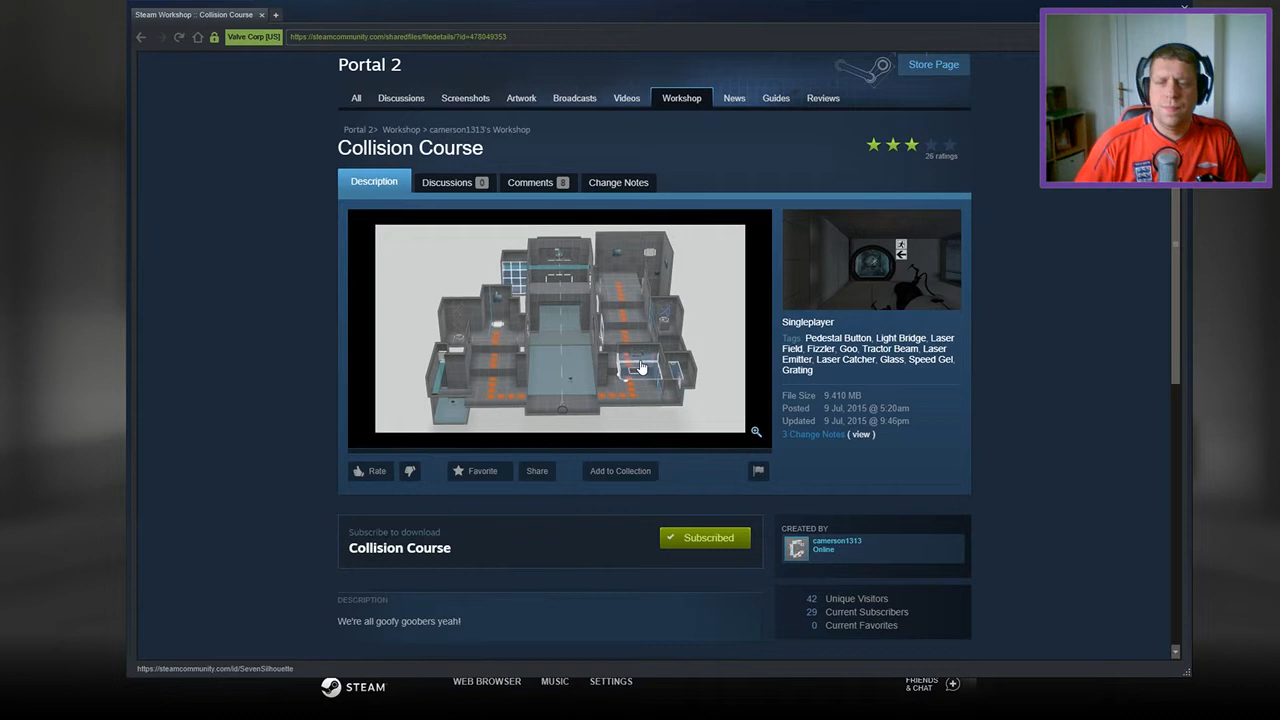 Steam Workshop :: Collision Course
Valve Corp [US]
https://steamcommunity.com/sharedfiles/filedetails/?id=478049353
Portal 2
Store Page
All Discussions Screenshots Artwork Broadcasts Videos Workshop News Guides Reviews
Portal 2> Workshop > camerson1313's Workshop
Collision Course
26 ratings
Description Discussions 0 Comments 8 Change Notes
Singleplayer
Tags: Pedestal Button, Light Bridge, Laser
Field, Fizzler, Goo, Tractor Beam, Laser
Emitter, Laser Catcher, Glass, Speed Gel,
Grating
File Size 9.410 MB
Posted 9 Jul, 2015 @ 5:20am
Updated 9 Jul, 2015 @ 9:46pm
3 Change Notes ( view )
Rate Favorite Share Add to Collection
Subscribe to download
Collision Course
Subscribed
CREATED BY
camerson1313
Online
DESCRIPTION
We're all goofy goobers yeah!
42 Unique Visitors
29 Current Subscribers
0 Current Favorites
https://steamcommunity.com/id/SevenSilhouette
STEAM
WEB BROWSER MUSIC SETTINGS
FRIENDS
& CHAT